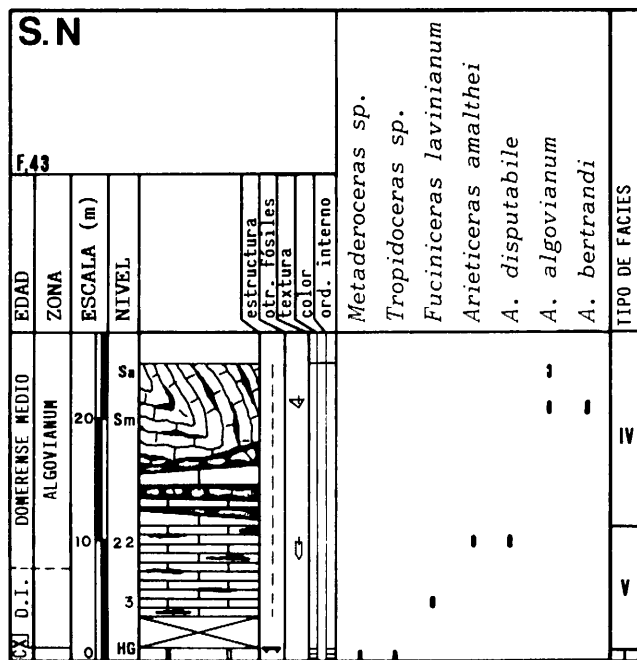 S.N
F.43
EDAD
ZONA
ESCALA (m)
NIVEL
estructura
otr. fósiles
textura
color
ord. interno
Metaderoceras sp.
Tropidoceras sp.
Fuciniceras lavinianum
Arieticeras amalthei
A. disputabile
A. algovianum
A. bertrandi
TIPO DE FACIES
DOMERENSE MEDIO
D.I.
ALGOVIANUM
20
10
0
Sa
Sm
22
3
HG
IV
V
I